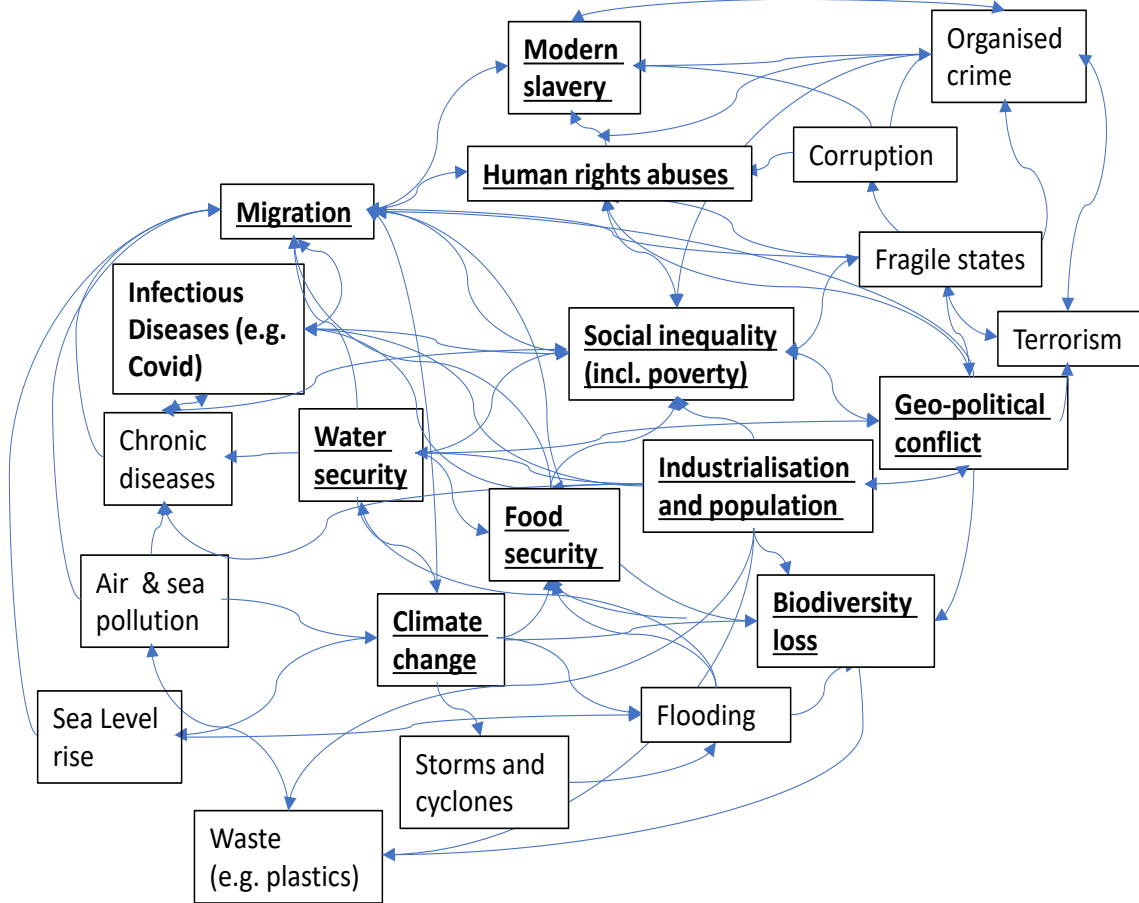 Modern
slavery
Organised
crime
Corruption
Human rights abuses
Migration
Fragile states
Infectious
Diseases (e.g.
Covid)
Social inequality
(incl. poverty)
Terrorism
Geo-political
conflict
Chronic
diseases
Water
security
Industrialisation
and population
Food
security
Air & sea
pollution
Climate
change
Biodiversity
loss
Sea Level
rise
Flooding
Storms and
cyclones
Waste
(e.g. plastics)